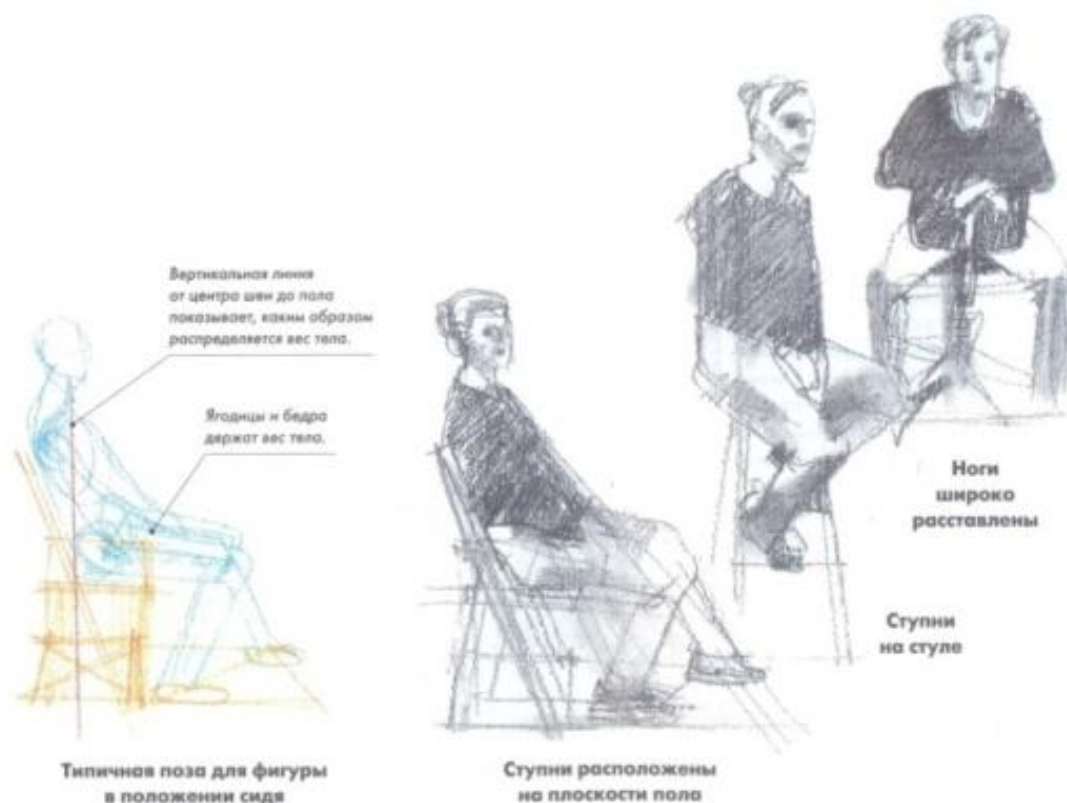 Вертикальная линия
от центра шеи до пола
показывает, каким образом
распределяется вес тела.
Ягодицы и бедра
держат вес тела.
Типичная поза для фигуры
в положении сидя
Ступни расположены
на плоскости пола
Ступни
на стуле
Ноги
широко
расставлены